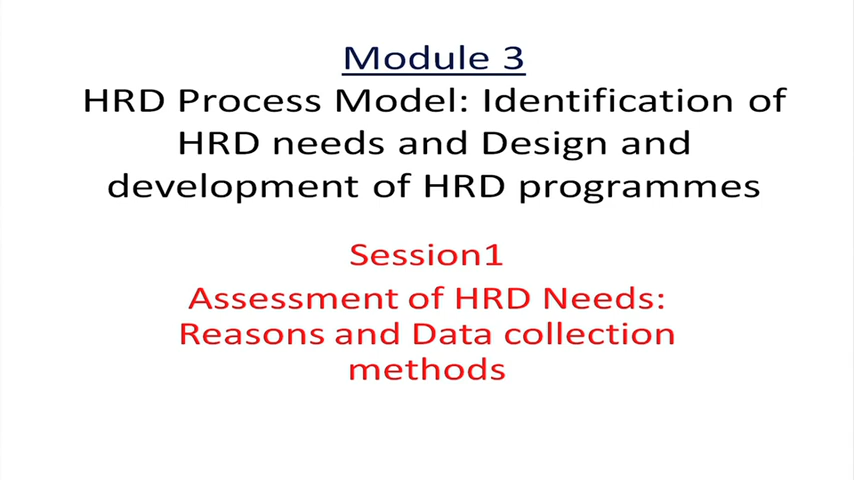 Module 3
HRD Process Model: Identification of
HRD needs and Design and
development of HRD programmes
Session1
Assessment of HRD Needs:
Reasons and Data collection
methods